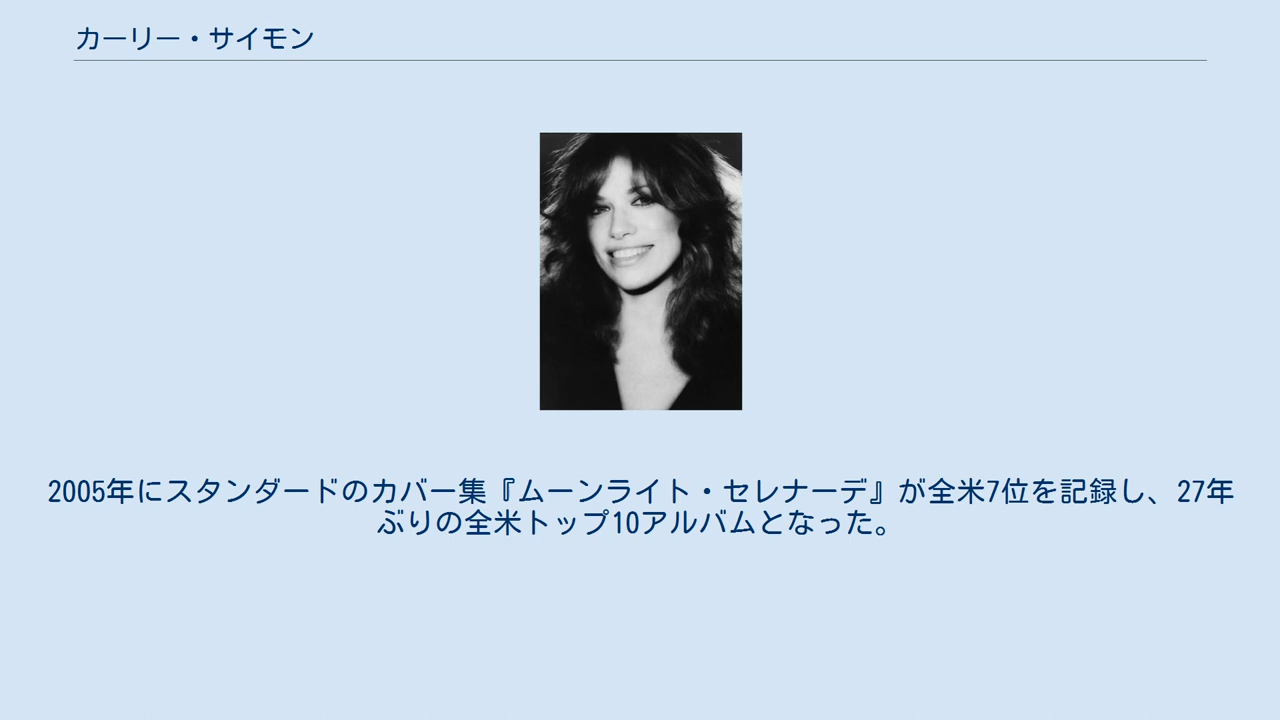 カーリー・サイモン
2005年にスタンダードのカバー集『ムーンライト・セレナーデ』が全米7位を記録し、27年
ぶりの全米トップ10アルバムとなった。